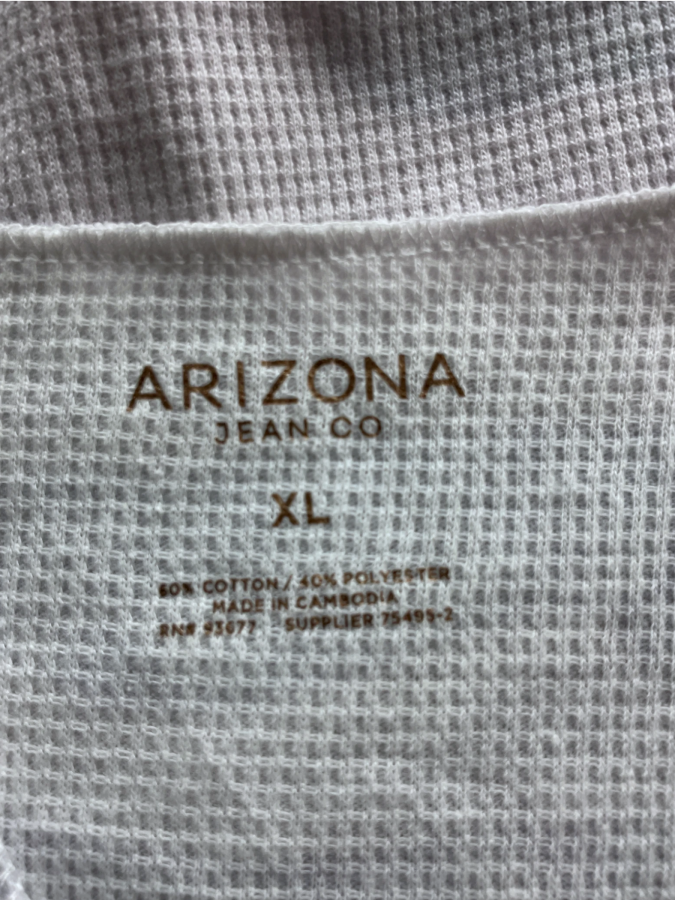 ARIZONA
JEAN CO
XL
60% COTTON / 40% POLYESTER
MADE IN CAMBODIA
RN# 93677 SUPPLIER 75495-2